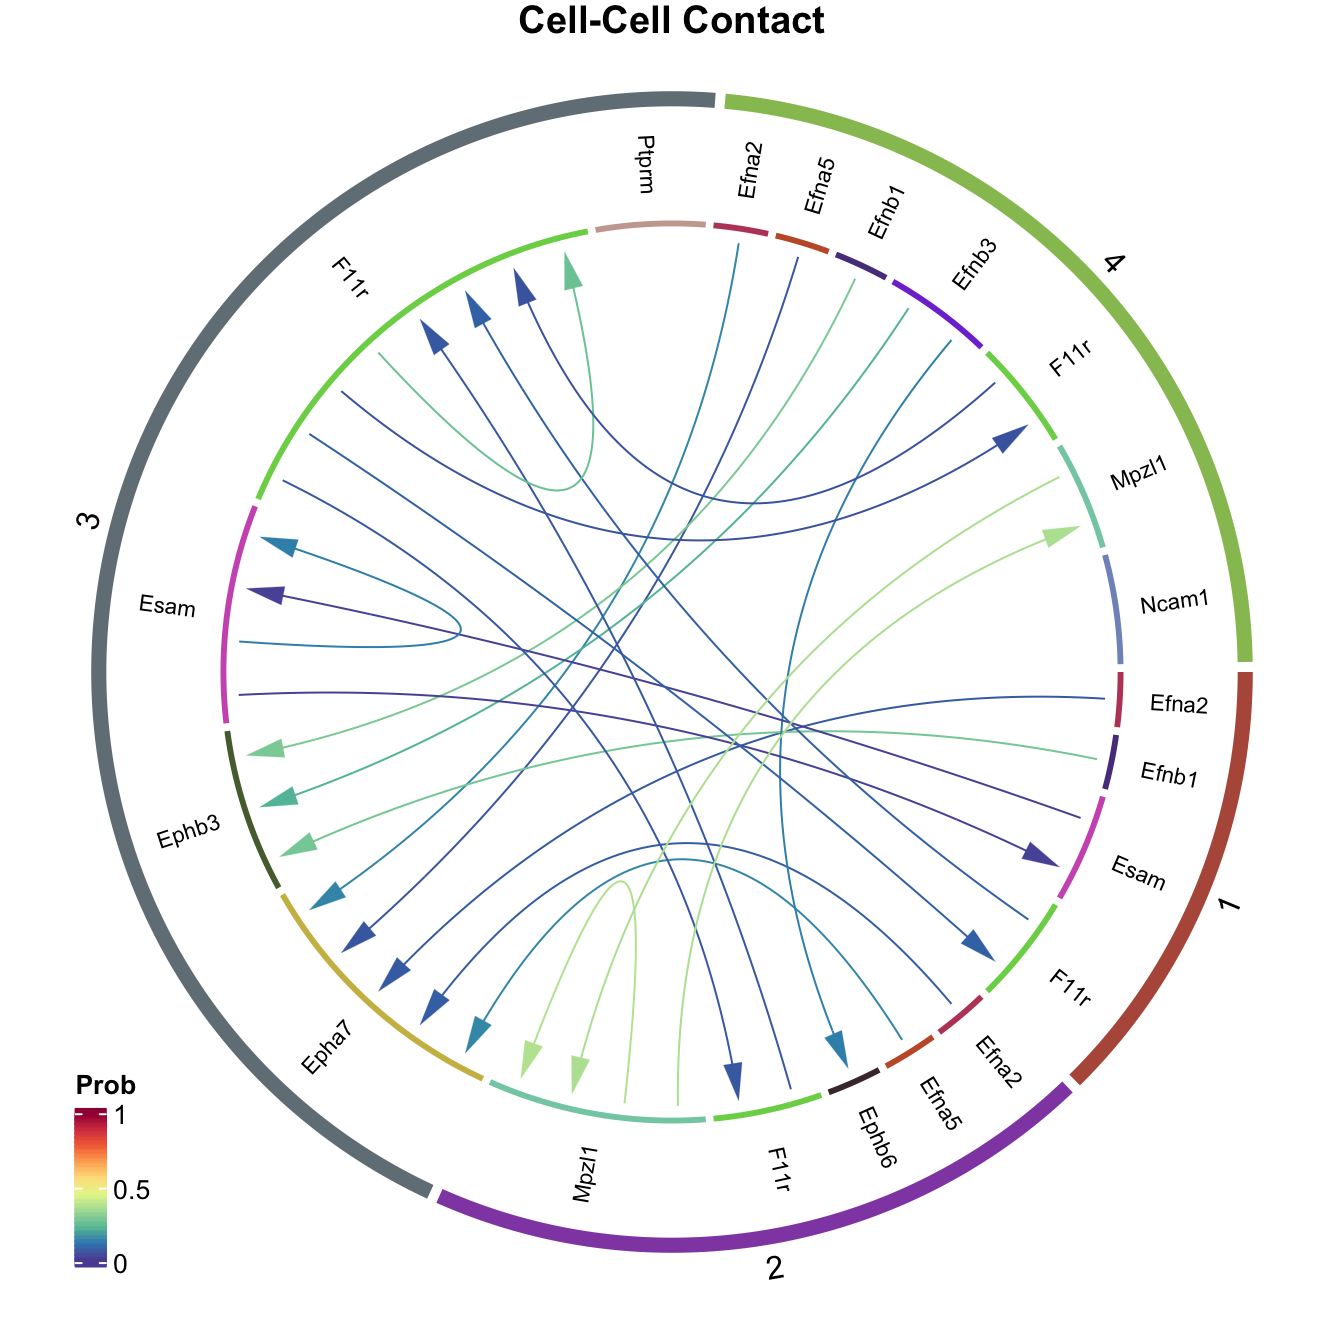 Cell-Cell Contact
Ptprm
Efna2
Efna5
Efnb1
Efnb3
F11r
Mpzl1
Ncam1
4
Efna2
Efnb1
Esam
F11r
1
Efna2
Efna5
Ephb6
F11r
Mpzl1
2
Epha7
Ephb3
Esam
F11r
3
Prob
1
0.5
0